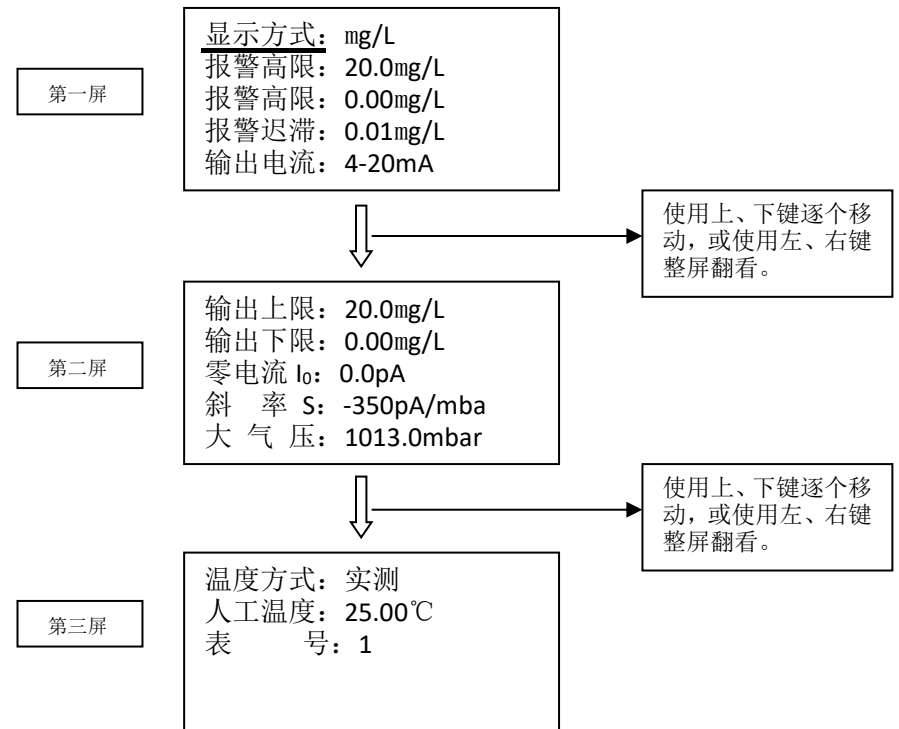 第一屏
显示方式：mg/L
报警高限：20.0mg/L
报警高限：0.00mg/L
报警迟滞：0.01mg/L
输出电流：4-20mA
使用上、下键逐个移
动，或使用左、右键
整屏翻看。
第二屏
输出上限：20.0mg/L
输出下限：0.00mg/L
零电流 I₀：0.0pA
斜 率 S：-350pA/mba
大 气 压：1013.0mbar
使用上、下键逐个移
动，或使用左、右键
整屏翻看。
第三屏
温度方式：实测
人工温度：25.00℃
表 号：1